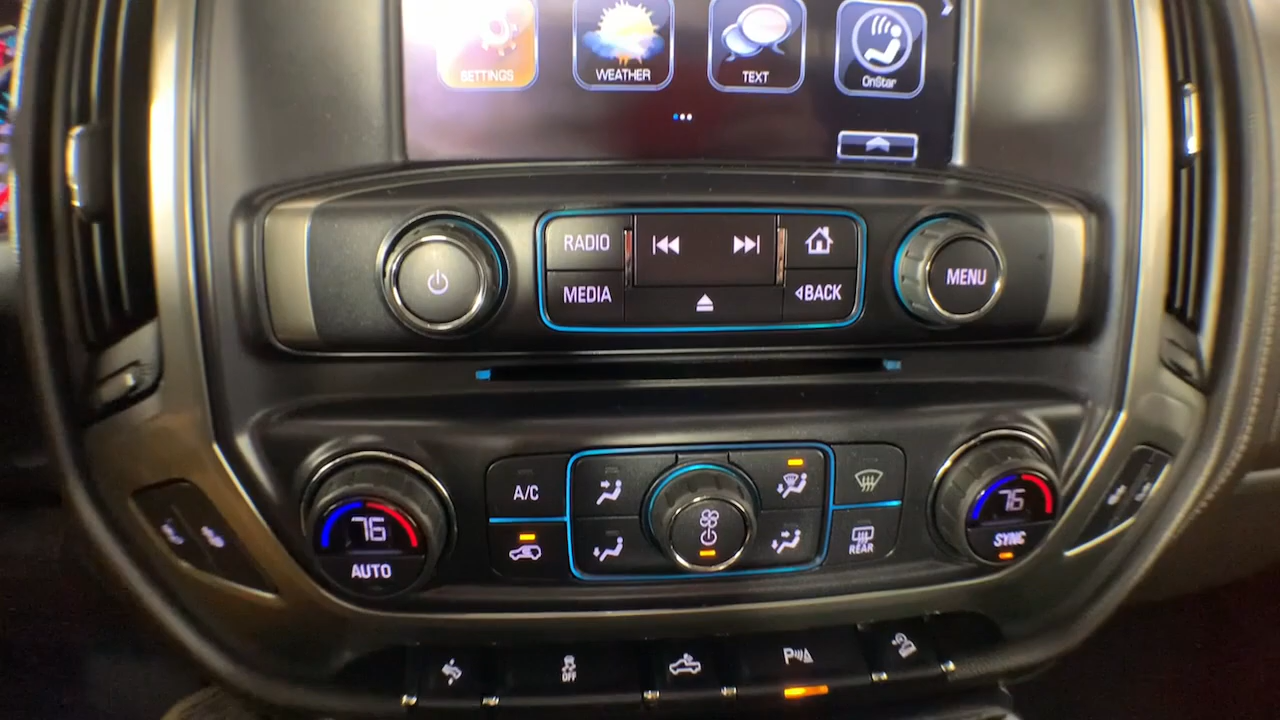 SETTINGS
WEATHER
TEXT
OnStar
RADIO
MEDIA
BACK
MENU
A/C
76
AUTO
REAR
76
SYNC
OFF
P